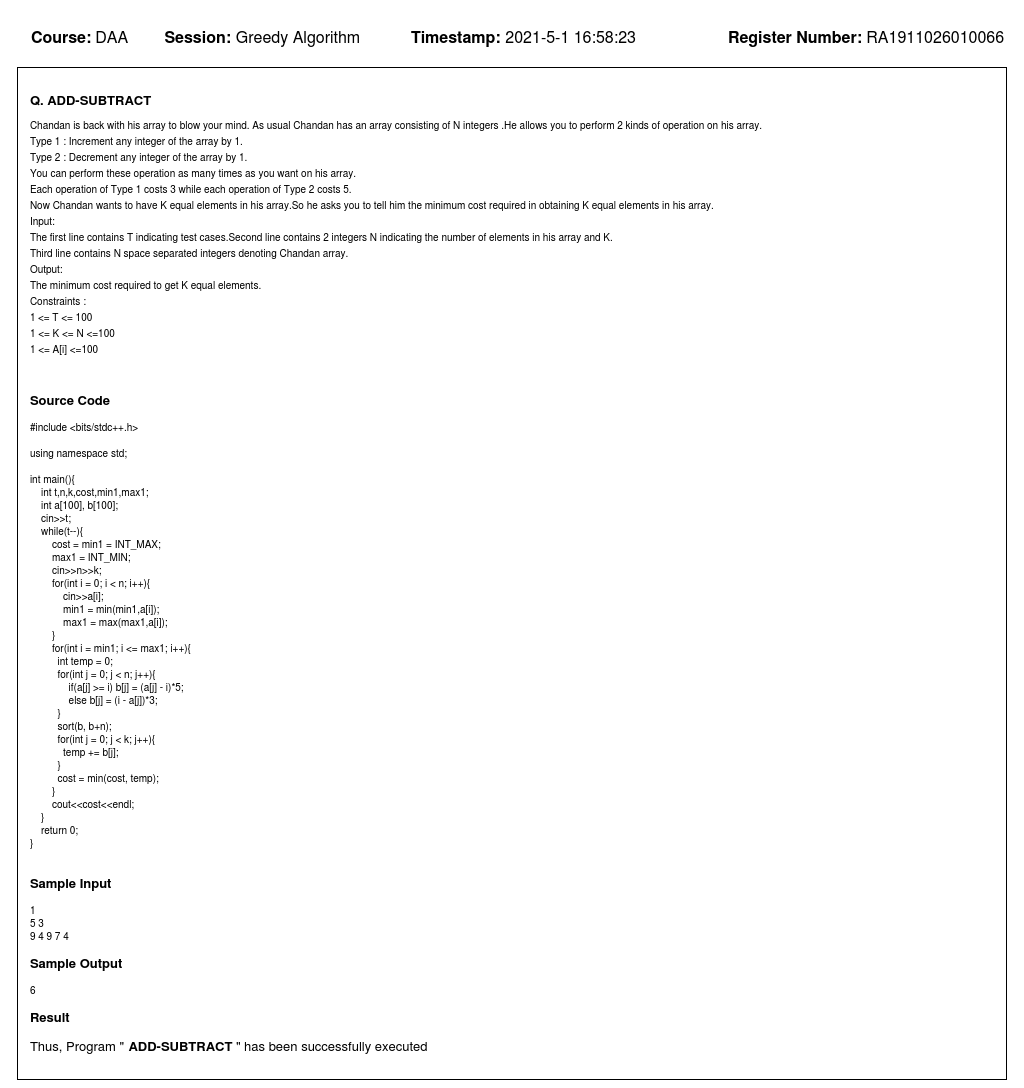 Course: DAA Session: Greedy Algorithm Timestamp: 2021-5-1 16:58:23 Register Number: RA1911026010066
Q. ADD-SUBTRACT
Chandan is back with his array to blow your mind. As usual Chandan has an array consisting of N integers .He allows you to perform 2 kinds of operation on his array.
Type 1 : Increment any integer of the array by 1.
Type 2 : Decrement any integer of the array by 1.
You can perform these operation as many times as you want on his array.
Each operation of Type 1 costs 3 while each operation of Type 2 costs 5.
Now Chandan wants to have K equal elements in his array.So he asks you to tell him the minimum cost required in obtaining K equal elements in his array.
Input:
The first line contains T indicating test cases.Second line contains 2 integers N indicating the number of elements in his array and K.
Third line contains N space separated integers denoting Chandan array.
Output:
The minimum cost required to get K equal elements.
Constraints :
1 <= T <= 100
1 <= K <= N <=100
1 <= A[i] <=100
Source Code
#include <bits/stdc++.h>
using namespace std;
int main(){
    int t,n,k,cost,min1,max1;
    int a[100], b[100];
    cin>>t;
    while(t--){
        cost = min1 = INT_MAX;
        max1 = INT_MIN;
        cin>>n>>k;
        for(int i = 0; i < n; i++){
            cin>>a[i];
            min1 = min(min1,a[i]);
            max1 = max(max1,a[i]);
        }
        for(int i = min1; i <= max1; i++){
          int temp = 0;
          for(int j = 0; j < n; j++){
              if(a[j] >= i) b[j] = (a[j] - i)*5;
              else b[j] = (i - a[j])*3;
          }
          sort(b, b+n);
          for(int j = 0; j < k; j++){
            temp += b[j];
          }
          cost = min(cost, temp);
        }
        cout<<cost<<endl;
    }
    return 0;
}
Sample Input
1
5 3
9 4 9 7 4
Sample Output
6
Result
Thus, Program " ADD-SUBTRACT " has been successfully executed